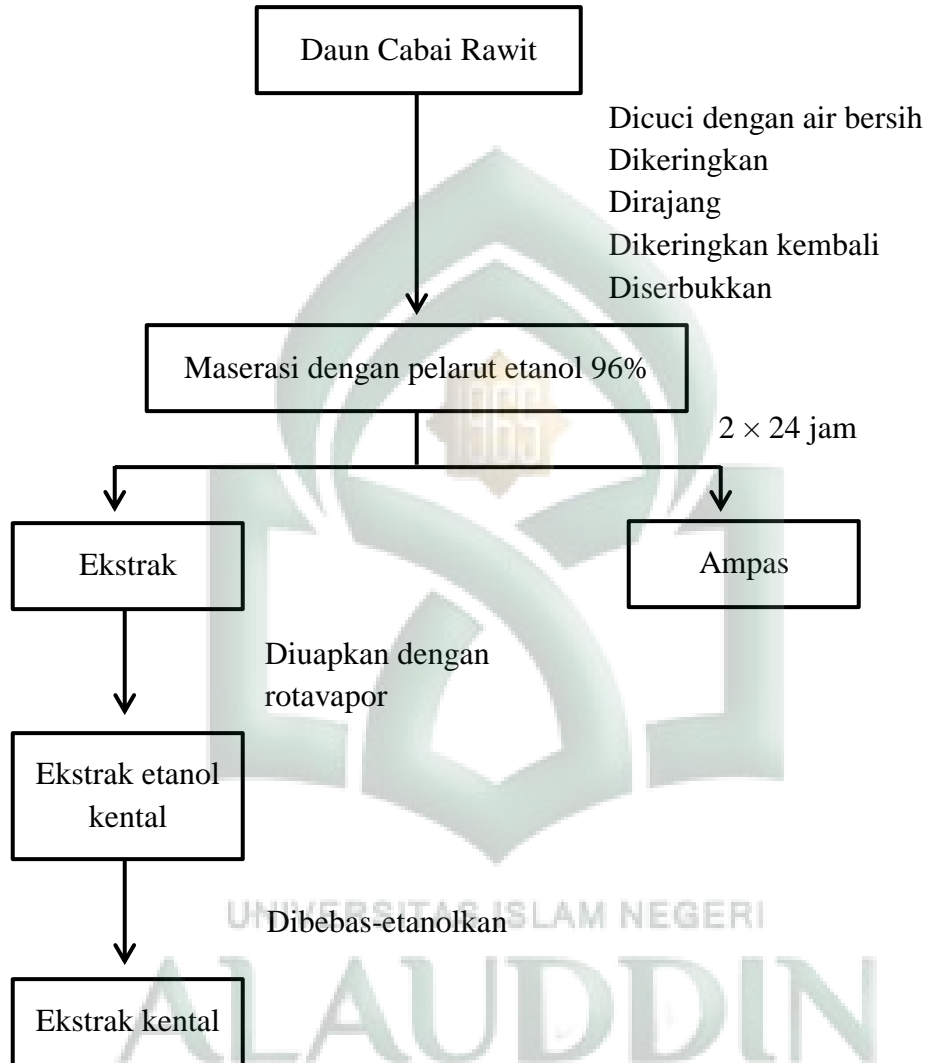 Daun Cabai Rawit
Dicuci dengan air bersih
Dikeringkan
Dirajang
Dikeringkan kembali
Diserbukkan
Maserasi dengan pelarut etanol 96%
1965
2 × 24 jam
Ekstrak
Ampas
Diuapkan dengan
rotavapor
Ekstrak etanol
kental
UNIVERSITAS ISLAM NEGERI
Dibebas-etanolkan
ALAUDDIN
Ekstrak kental